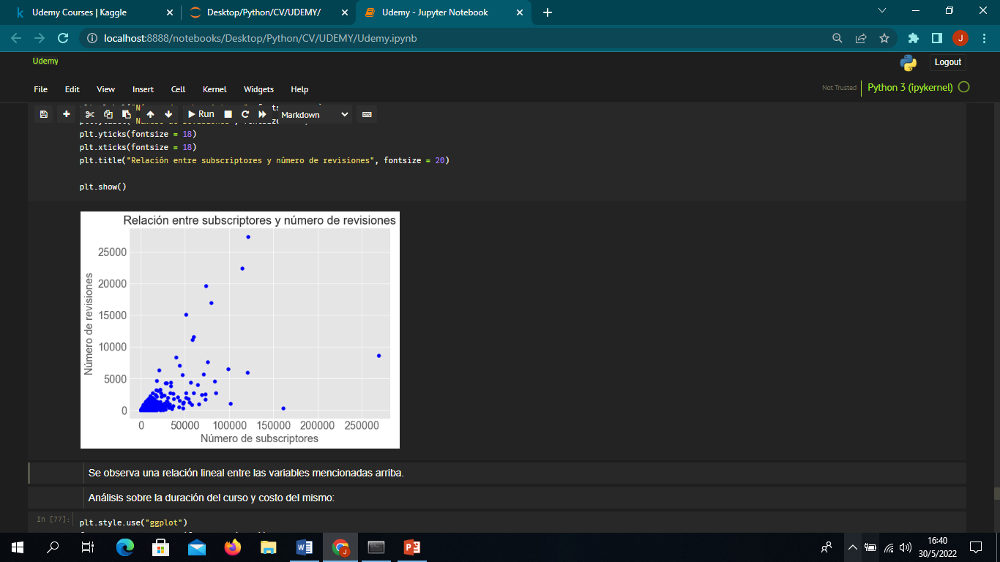 k Udemy Courses | Kaggle
Desktop/Python/CV/UDEMY/
Udemy - Jupyter Notebook
localhost:8888/notebooks/Desktop/Python/CV/UDEMY/Udemy.ipynb
J
Udemy
Logout
File Edit View Insert Cell Kernel Widgets Help
Not Trusted
Python 3 (ipykernel)
Run
Markdown
plt.yticks(fontsize = 18)
plt.xticks(fontsize = 18)
plt.title("Relación entre subscriptores y número de revisiones", fontsize = 20)
plt.show()
Relación entre subscriptores y número de revisiones
Número de revisiones
25000
20000
15000
10000
5000
0
0 50000 100000 150000 200000 250000
Número de subscriptores
Se observa una relación lineal entre las variables mencionadas arriba.
Análisis sobre la duración del curso y costo del mismo:
In [77]:
plt.style.use("ggplot")
16:40
30/5/2022